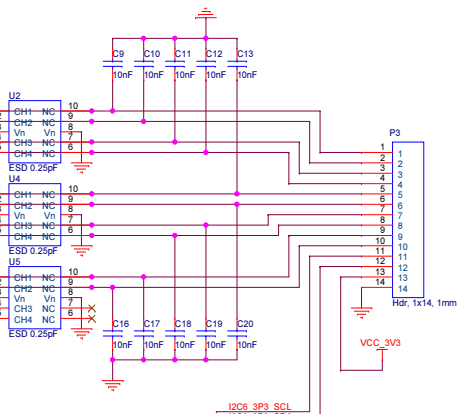 C9 C10 C11 C12 C13
10nF 10nF 10nF 10nF 10nF
U2
CH1 NC 10
CH2 NC 9
Vn Vn 8
CH3 NC 7
CH4 NC 6
ESD 0.25pF
U4
CH1 NC 10
CH2 NC 9
Vn Vn 8
CH3 NC 7
CH4 NC 6
ESD 0.25pF
U5
CH1 NC 10
CH2 NC 9
Vn Vn 8
CH3 NC 7
CH4 NC 6
ESD 0.25pF
C16 C17 C18 C19 C20
10nF 10nF 10nF 10nF 10nF
P3
1 1
2 2
3 3
4 4
5 5
6 6
7 7
8 8
9 9
10 10
11 11
12 12
13 13
14 14
Hdr, 1x14, 1mm
VCC_3V3
I2C6_3P3_SCL